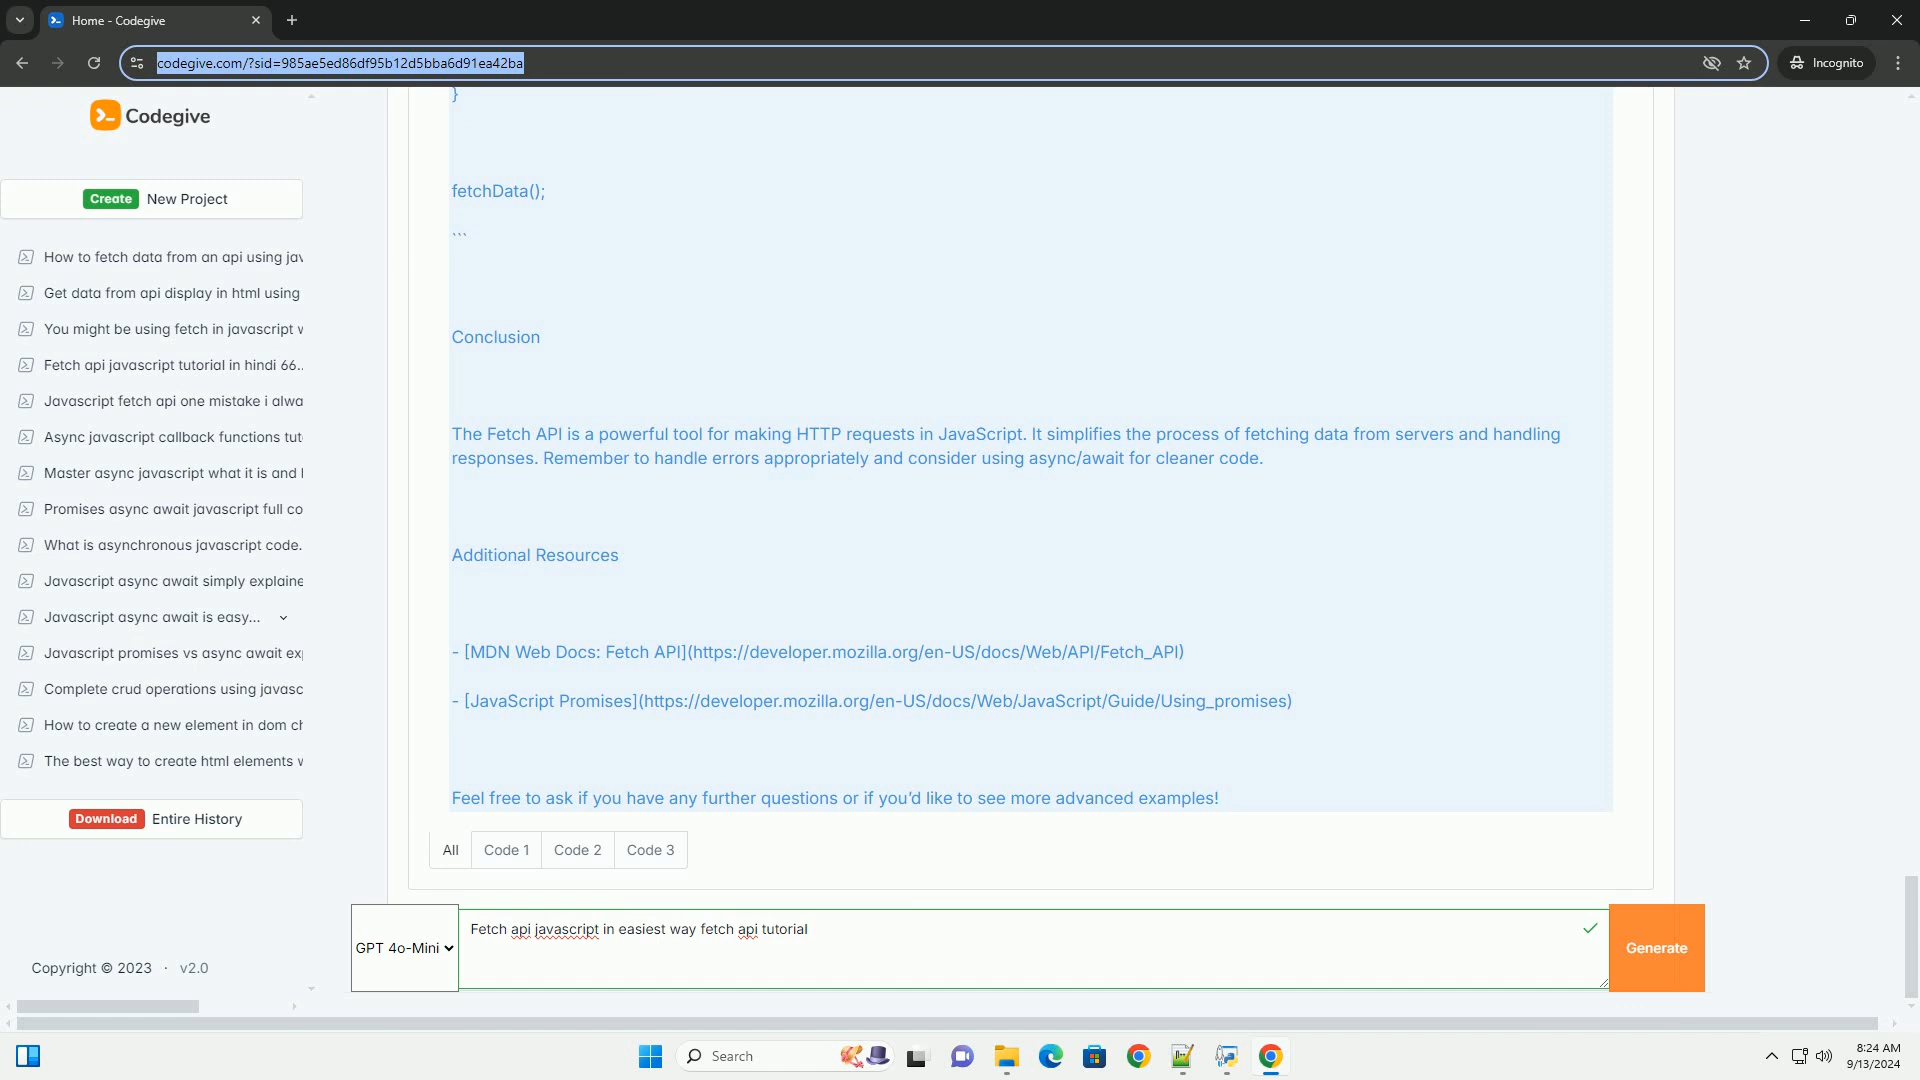 Home - Codegive
codegive.com/?sid=985ae5ed86df95b12d5bba6d91ea42ba
Incognito
Codegive
Create New Project
How to fetch data from an api using jav
Get data from api display in html using
You might be using fetch in javascript w
Fetch api javascript tutorial in hindi 66...
Javascript fetch api one mistake i alwa
Async javascript callback functions tut
Master async javascript what it is and
Promises async await javascript full co
What is asynchronous javascript code.
Javascript async await simply explaine
Javascript async await is easy...
Javascript promises vs async await ex
Complete crud operations using javasc
How to create a new element in dom ch
The best way to create html elements w
Download Entire History
Copyright © 2023 · v2.0
}
fetchData();
```
Conclusion
The Fetch API is a powerful tool for making HTTP requests in JavaScript. It simplifies the process of fetching data from servers and handling
responses. Remember to handle errors appropriately and consider using async/await for cleaner code.
Additional Resources
- [MDN Web Docs: Fetch API](https://developer.mozilla.org/en-US/docs/Web/API/Fetch_API)
- [JavaScript Promises](https://developer.mozilla.org/en-US/docs/Web/JavaScript/Guide/Using_promises)
Feel free to ask if you have any further questions or if you'd like to see more advanced examples!
All Code 1 Code 2 Code 3
GPT 4o-Mini
Fetch api javascript in easiest way fetch api tutorial
Generate
Search
8:24 AM
9/13/2024